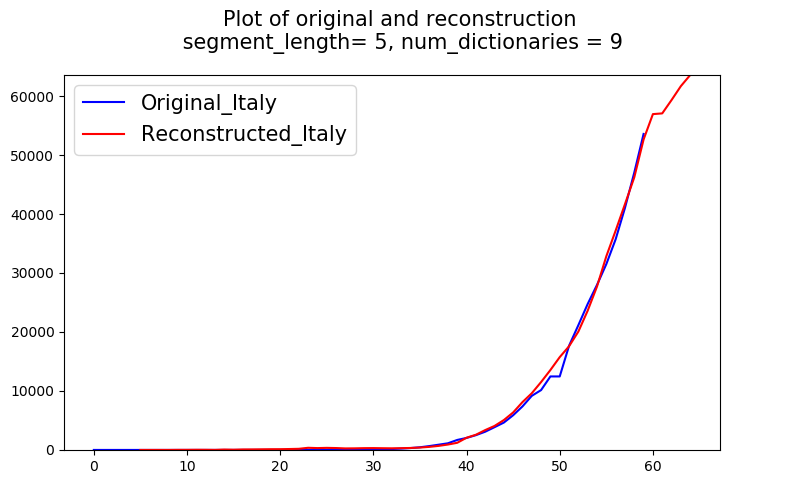 Plot of original and reconstruction
segment_length= 5, num_dictionaries = 9
60000
50000
40000
30000
20000
10000
0
Original_Italy
Reconstructed_Italy
0 10 20 30 40 50 60